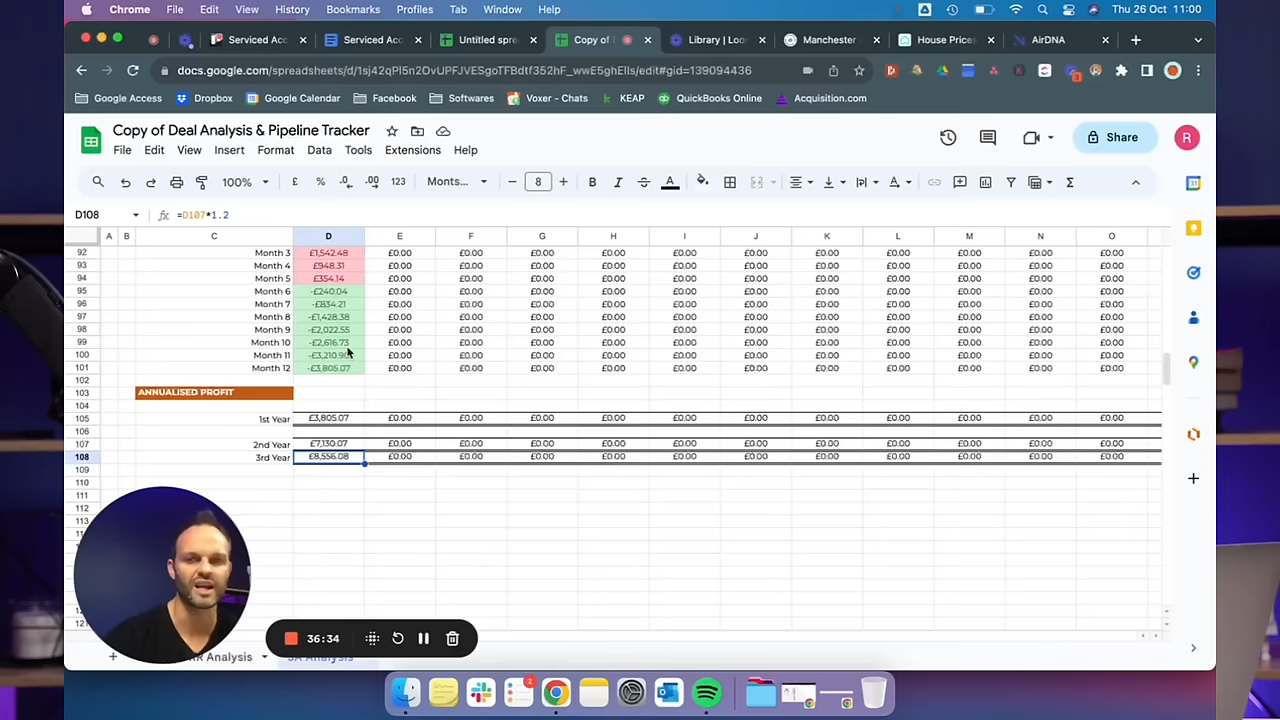 Chrome File Edit View History Bookmarks Profiles Tab Window Help Thu 26 Oct 11:00
Serviced Acc Serviced Acc Untitled spre Copy of D Library | Loo Manchester - House Prices AirDNA
docs.google.com/spreadsheets/d/1sj42qPl5n2OvUPFJVESgoTFBdtf352hF_wwE5ghElls/edit#gid=139094436
Google Access Dropbox Google Calendar Facebook Softwares Voxer - Chats KEAP QuickBooks Online Acquisition.com
Copy of Deal Analysis & Pipeline Tracker
File Edit View Insert Format Data Tools Extensions Help
Share
R
100% £ % .0 .00 123 Monts... 8 B I A
D108 =D107*1.2
A B C D E F G H I J K L M N O
92 Month 3 £1,542.48 £0.00 £0.00 £0.00 £0.00 £0.00 £0.00 £0.00 £0.00 £0.00 £0.00 £0.00
93 Month 4 £948.31 £0.00 £0.00 £0.00 £0.00 £0.00 £0.00 £0.00 £0.00 £0.00 £0.00 £0.00
94 Month 5 £354.14 £0.00 £0.00 £0.00 £0.00 £0.00 £0.00 £0.00 £0.00 £0.00 £0.00 £0.00
95 Month 6 -£240.04 £0.00 £0.00 £0.00 £0.00 £0.00 £0.00 £0.00 £0.00 £0.00 £0.00 £0.00
96 Month 7 -£834.21 £0.00 £0.00 £0.00 £0.00 £0.00 £0.00 £0.00 £0.00 £0.00 £0.00 £0.00
97 Month 8 -£1,428.38 £0.00 £0.00 £0.00 £0.00 £0.00 £0.00 £0.00 £0.00 £0.00 £0.00 £0.00
98 Month 9 -£2,022.55 £0.00 £0.00 £0.00 £0.00 £0.00 £0.00 £0.00 £0.00 £0.00 £0.00 £0.00
99 Month 10 -£2,616.73 £0.00 £0.00 £0.00 £0.00 £0.00 £0.00 £0.00 £0.00 £0.00 £0.00 £0.00
100 Month 11 £0.00 £0.00 £0.00 £0.00 £0.00 £0.00 £0.00 £0.00 £0.00 £0.00 £0.00
101 Month 12 -£3,805.07 £0.00 £0.00 £0.00 £0.00 £0.00 £0.00 £0.00 £0.00 £0.00 £0.00 £0.00
102
103 ANNUALISED PROFIT
104
105 1st Year £3,805.07 £0.00 £0.00 £0.00 £0.00 £0.00 £0.00 £0.00 £0.00 £0.00 £0.00 £0.00
106
107 2nd Year £7,130.07 £0.00 £0.00 £0.00 £0.00 £0.00 £0.00 £0.00 £0.00 £0.00 £0.00 £0.00
108 3rd Year £8,556.08 £0.00 £0.00 £0.00 £0.00 £0.00 £0.00 £0.00 £0.00 £0.00 £0.00 £0.00
109
110
111
112
113
36:34
Analysis SA Analysis
2